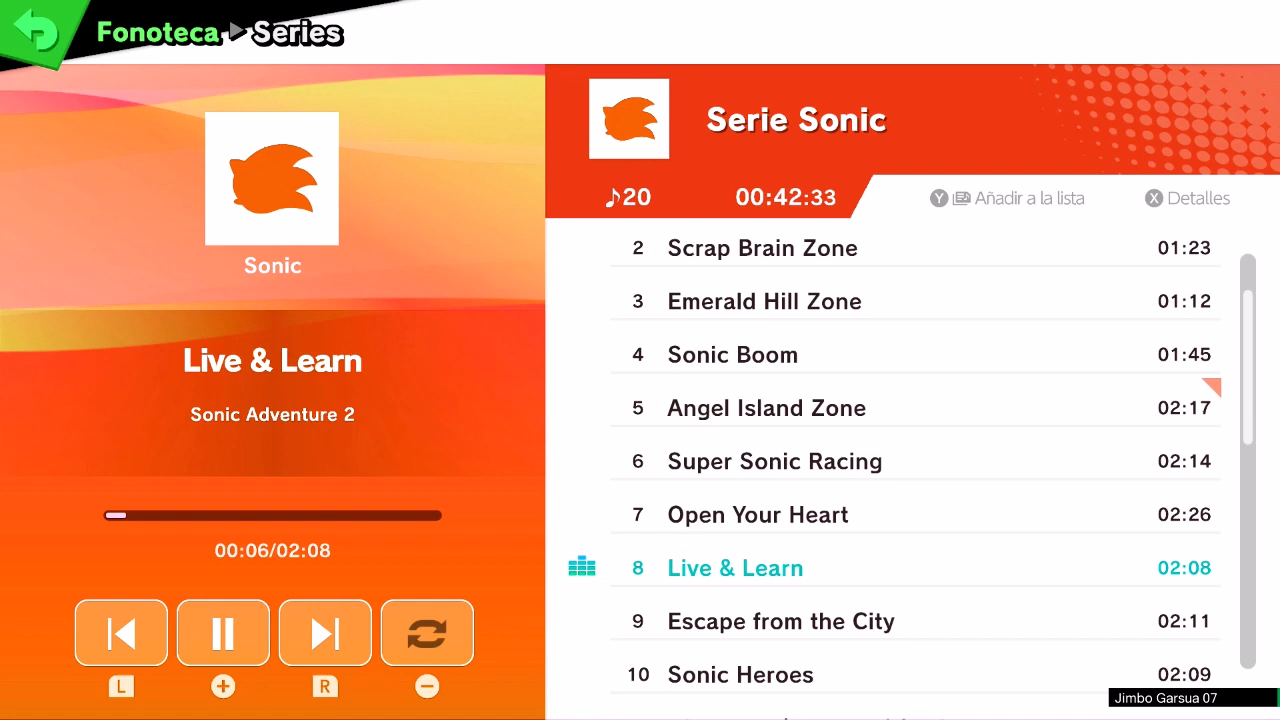 Fonoteca ▶ Series
Sonic
Live & Learn
Sonic Adventure 2
00:06/02:08
L + R −
Serie Sonic
♪20 00:42:33
Y Añadir a la lista X Detalles
2 Scrap Brain Zone 01:23
3 Emerald Hill Zone 01:12
4 Sonic Boom 01:45
5 Angel Island Zone 02:17
6 Super Sonic Racing 02:14
7 Open Your Heart 02:26
8 Live & Learn 02:08
9 Escape from the City 02:11
10 Sonic Heroes 02:09
Jimbo Garsua 07